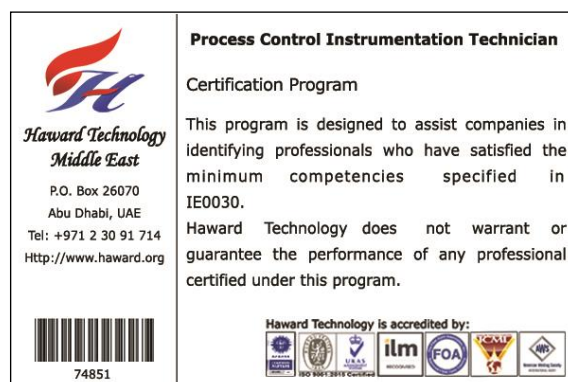 Haward Technology
Middle East
P.O. Box 26070
Abu Dhabi, UAE
Tel: +971 2 30 91 714
Http://www.haward.org
74851
Process Control Instrumentation Technician
Certification Program
This program is designed to assist companies in
identifying professionals who have satisfied the
minimum competencies specified in
IE0030.
Haward Technology does not warrant or
guarantee the performance of any professional
certified under this program.
Haward Technology is accredited by:
UKAS
ilm
FOA
AWS
ISO 9001:2015 Certified